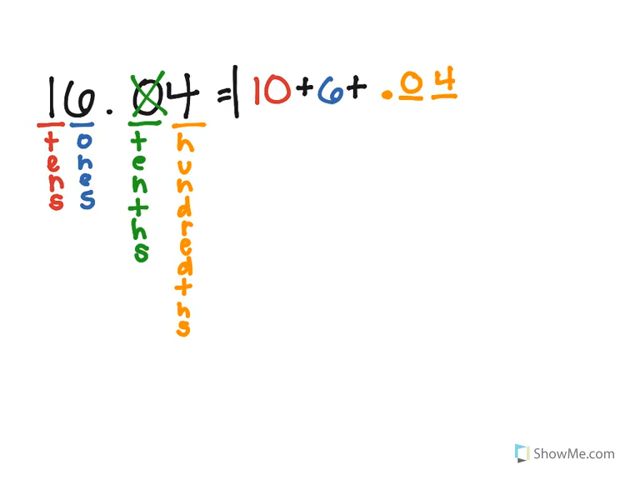 16.04 = | 10 + 6 + .04
tens
ones
tenths
hundredths
ShowMe.com